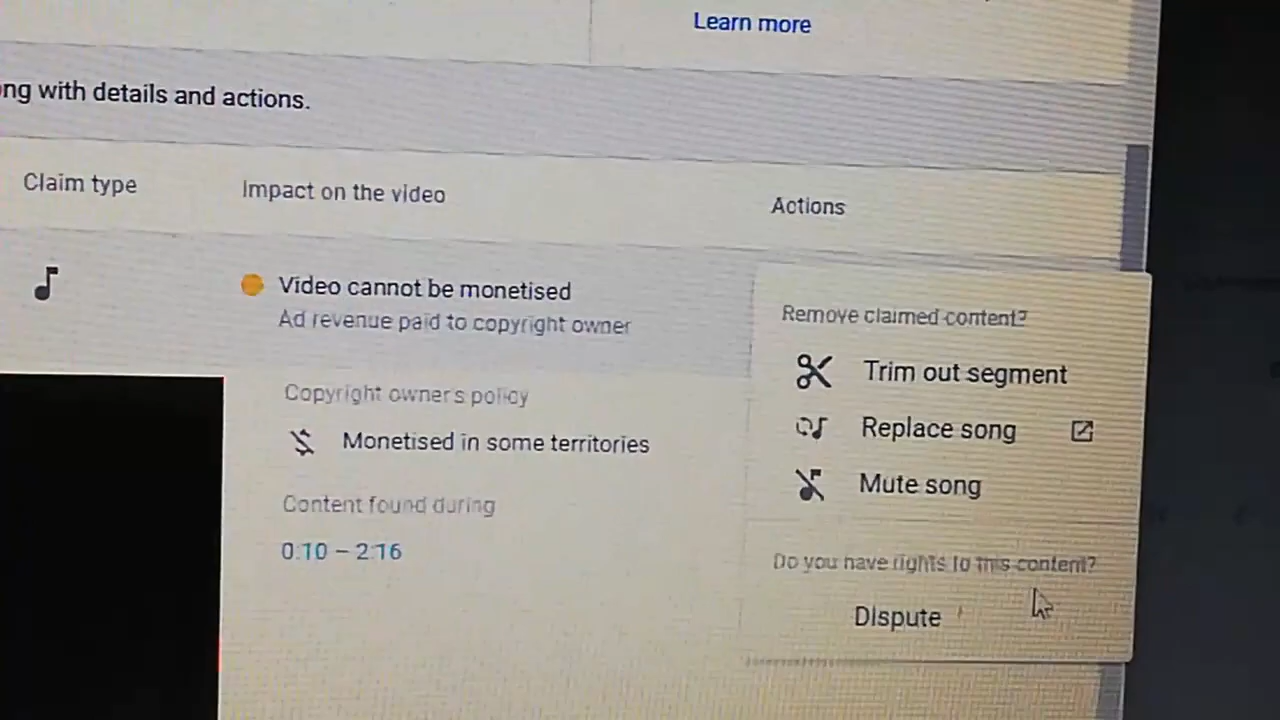 Learn more
ng with details and actions.
Claim type
Impact on the video
Actions
Video cannot be monetised
Ad revenue paid to copyright owner
Remove claimed content?
Trim out segment
Copyright owner's policy
Replace song
Monetised in some territories
Mute song
Content found during
0:10 – 2:16
Do you have rights to this content?
Dispute